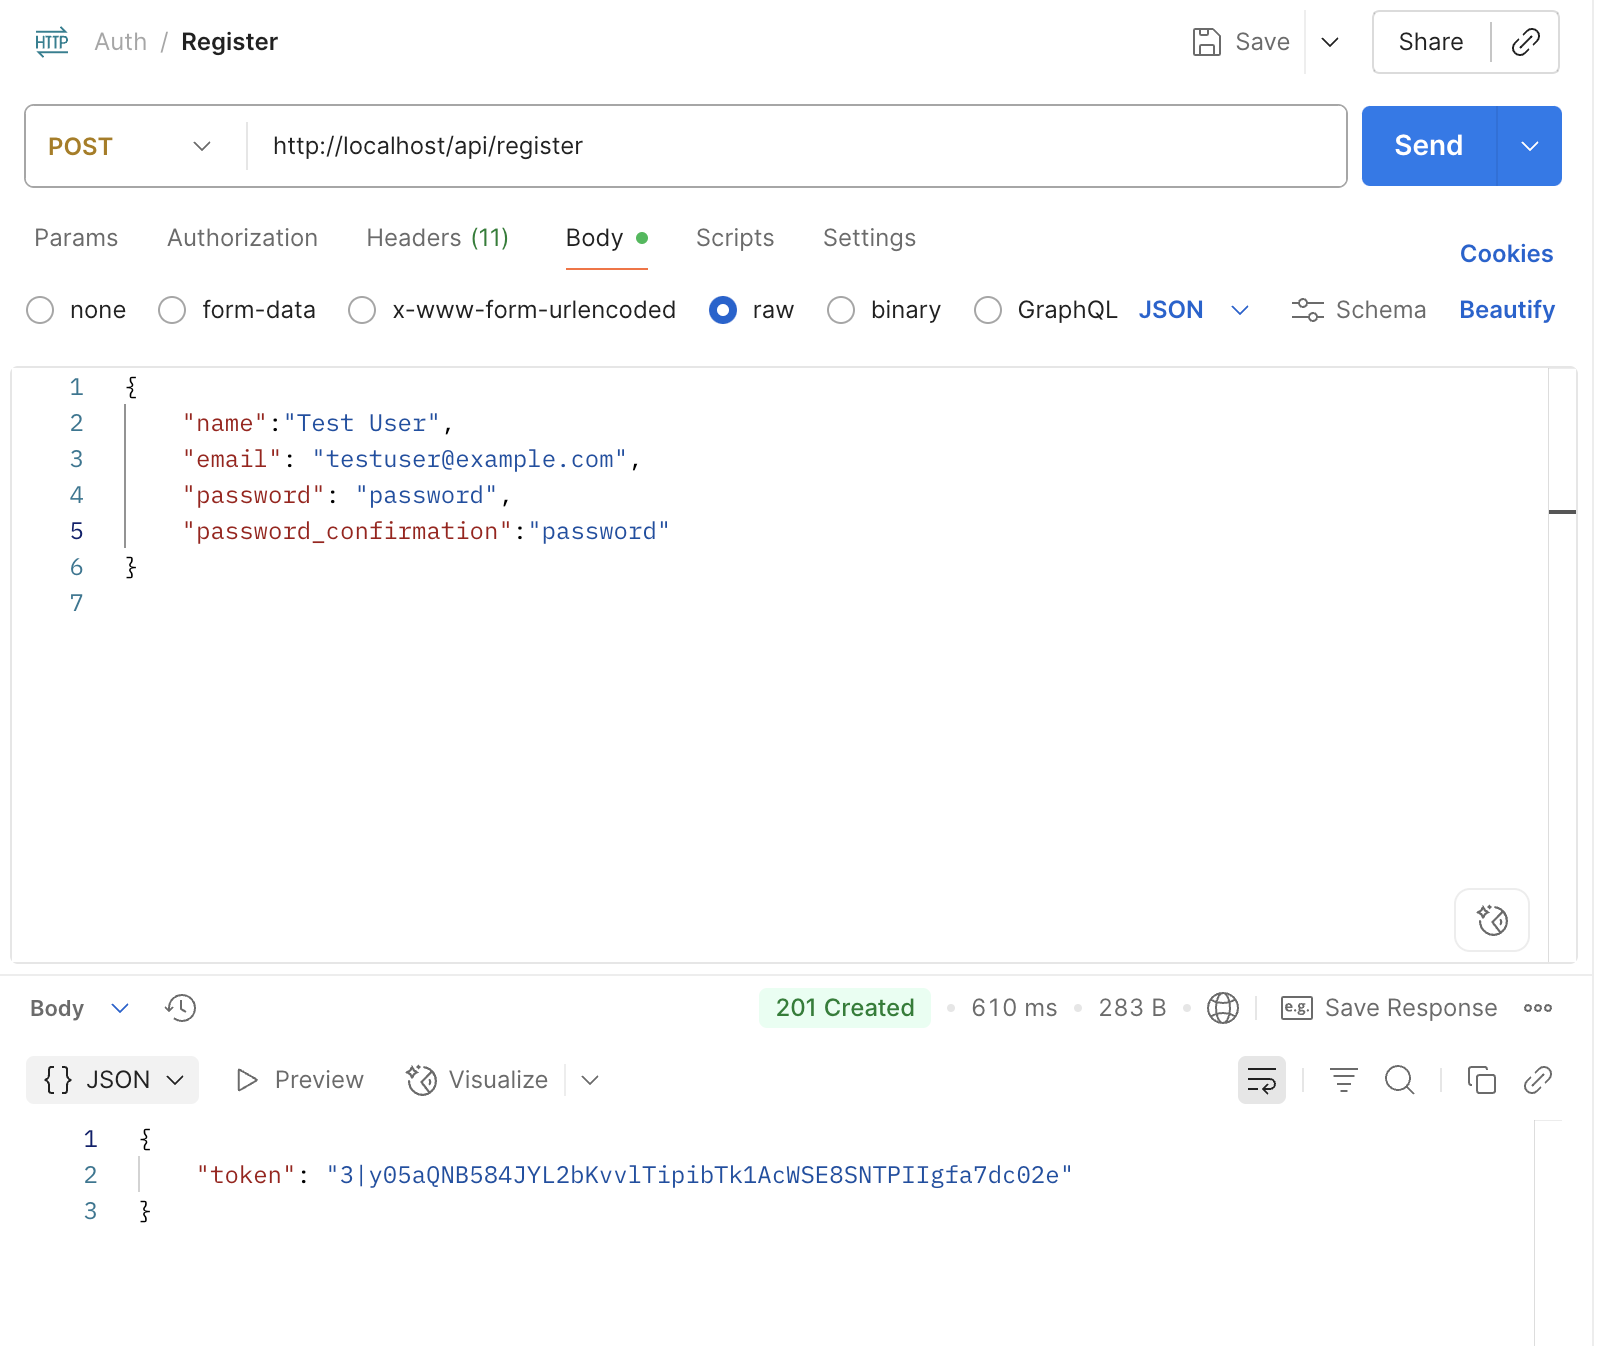 HTTP Auth / Register Save Share
POST http://localhost/api/register Send
Params Authorization Headers (11) Body Scripts Settings Cookies
none form-data x-www-form-urlencoded raw binary GraphQL JSON Schema Beautify
1 {
2 "name":"Test User",
3 "email": "testuser@example.com",
4 "password": "password",
5 "password_confirmation":"password"
6 }
7
Body 201 Created • 610 ms • 283 B • e.g. Save Response
{} JSON Preview Visualize
1 {
2 "token": "3|y05aQNB584JYL2bKvvlTipibTk1AcWSE8SNTPIIgfa7dc02e"
3 }